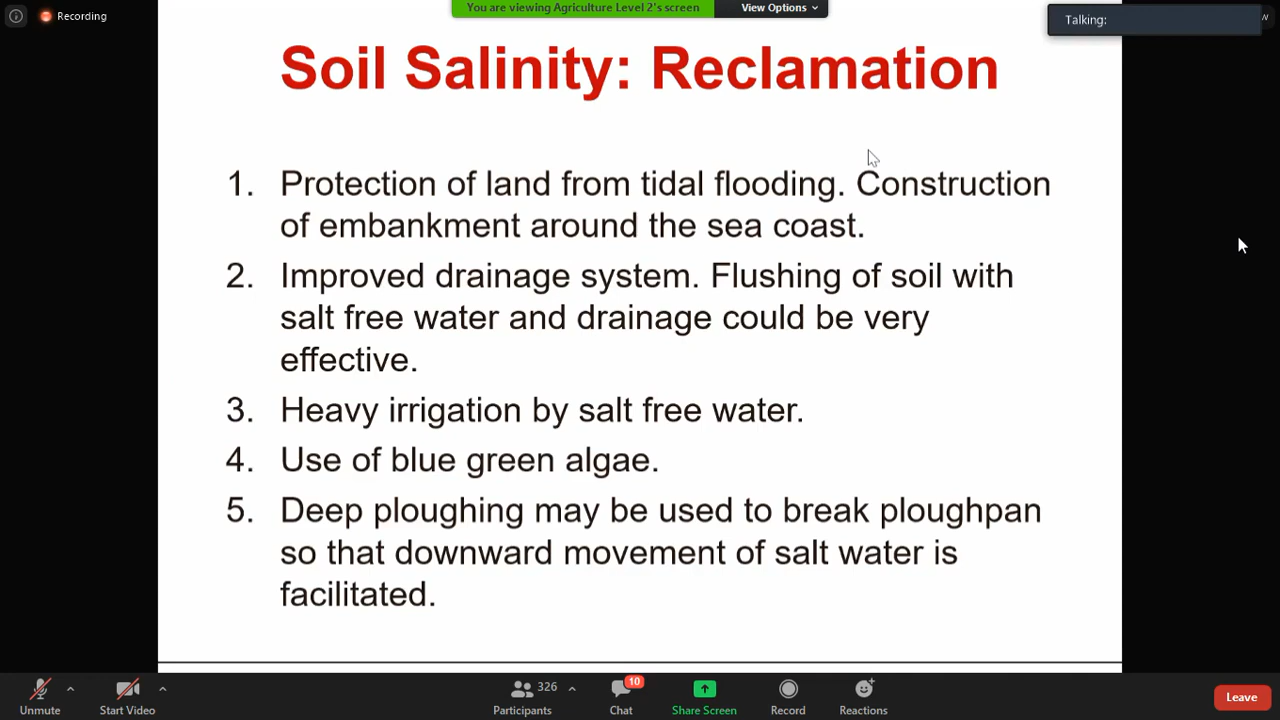 Recording
You are viewing Agriculture Level 2's screen
View Options
Talking:
w
Soil Salinity: Reclamation
1. Protection of land from tidal flooding. Construction
of embankment around the sea coast.
2. Improved drainage system. Flushing of soil with
salt free water and drainage could be very
effective.
3. Heavy irrigation by salt free water.
4. Use of blue green algae.
5. Deep ploughing may be used to break ploughpan
so that downward movement of salt water is
facilitated.
Unmute
Start Video
326
Participants
10
Chat
Share Screen
Record
Reactions
Leave